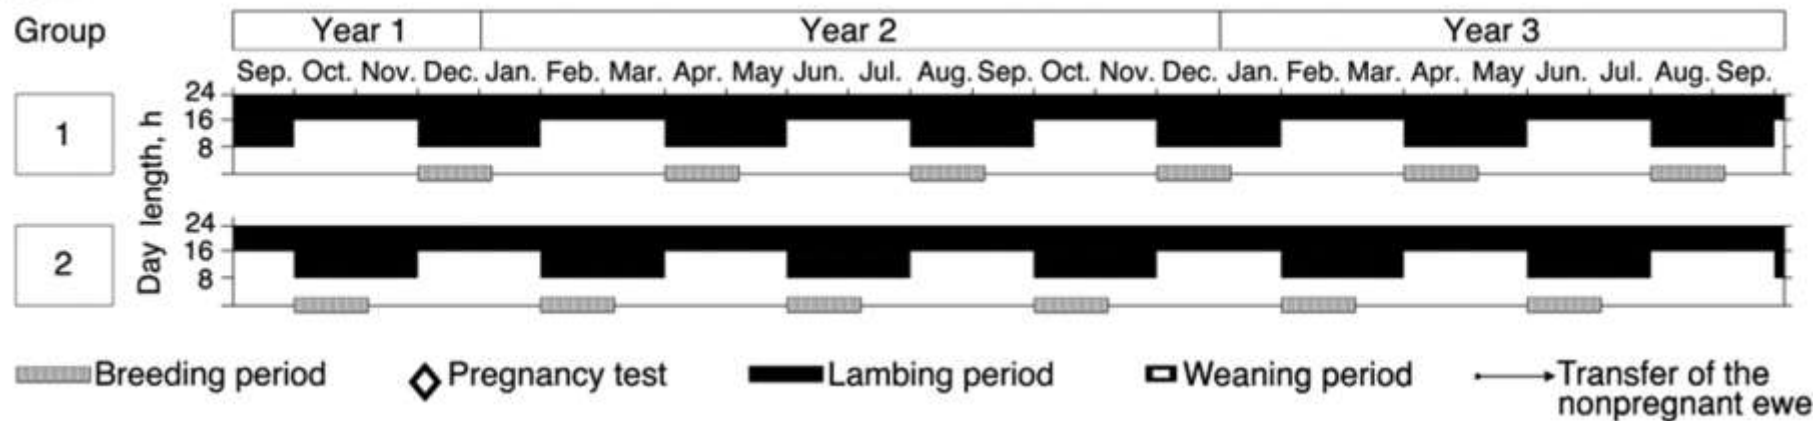 Group Year 1 Year 2 Year 3
Sep. Oct. Nov. Dec. Jan. Feb. Mar. Apr. May Jun. Jul. Aug. Sep. Oct. Nov. Dec. Jan. Feb. Mar. Apr. May Jun. Jul. Aug. Sep.
1
24
16
8
Day length, h
2
24
16
8
Breeding period Pregnancy test Lambing period Weaning period Transfer of the
nonpregnant ewe